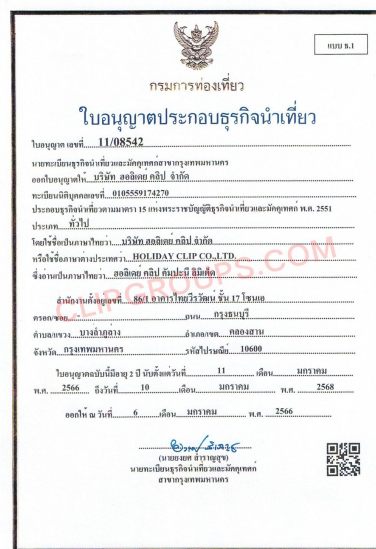 แบบ ธ.1
กรมการท่องเที่ยว
ใบอนุญาตประกอบธุรกิจนำเที่ยว
ใบอนุญาต เลขที่ 11/08542
นายทะเบียนธุรกิจนำเที่ยวและมัคคุเทศก์สาขากรุงเทพมหานคร
ออกใบอนุญาตให้ บริษัท ฮอลิเดย์ คลิป จำกัด
ทะเบียนนิติบุคคลเลขที่ 0105559174270
ประกอบธุรกิจนำเที่ยวตามมาตรา 15 แห่งพระราชบัญญัติธุรกิจนำเที่ยวและมัคคุเทศก์ พ.ศ. 2551
ประเภท ทั่วไป
โดยใช้ชื่อเป็นภาษาไทยว่า บริษัท ฮอลิเดย์ คลิป จำกัด
หรือใช้ชื่อภาษาต่างประเทศว่า HOLIDAY CLIP CO.,LTD.
ซึ่งอ่านเป็นภาษาไทยว่า ฮอลิเดย์ คลิป คัมปะนี ลิมิเต็ด
CLIPGROUPS.COM
สำนักงานตั้งอยู่เลขที่ 86/1 อาคารไทยวีรวัฒน์ ชั้น 17 โซนเอ
ตรอก/ซอย ถนน กรุงธนบุรี
ตำบล/แขวง บางลำภูล่าง อำเภอ/เขต คลองสาน
จังหวัด กรุงเทพมหานคร รหัสไปรษณีย์ 10600
ใบอนุญาตฉบับนี้มีอายุ 2 ปี นับตั้งแต่วันที่ 11 เดือน มกราคม
พ.ศ. 2566 ถึงวันที่ 10 เดือน มกราคม พ.ศ. 2568
ออกให้ ณ วันที่ 6 เดือน มกราคม พ.ศ. 2566
(นายยงยศ สำราญสุข)
นายทะเบียนธุรกิจนำเที่ยวและมัคคุเทศก์
สาขากรุงเทพมหานคร